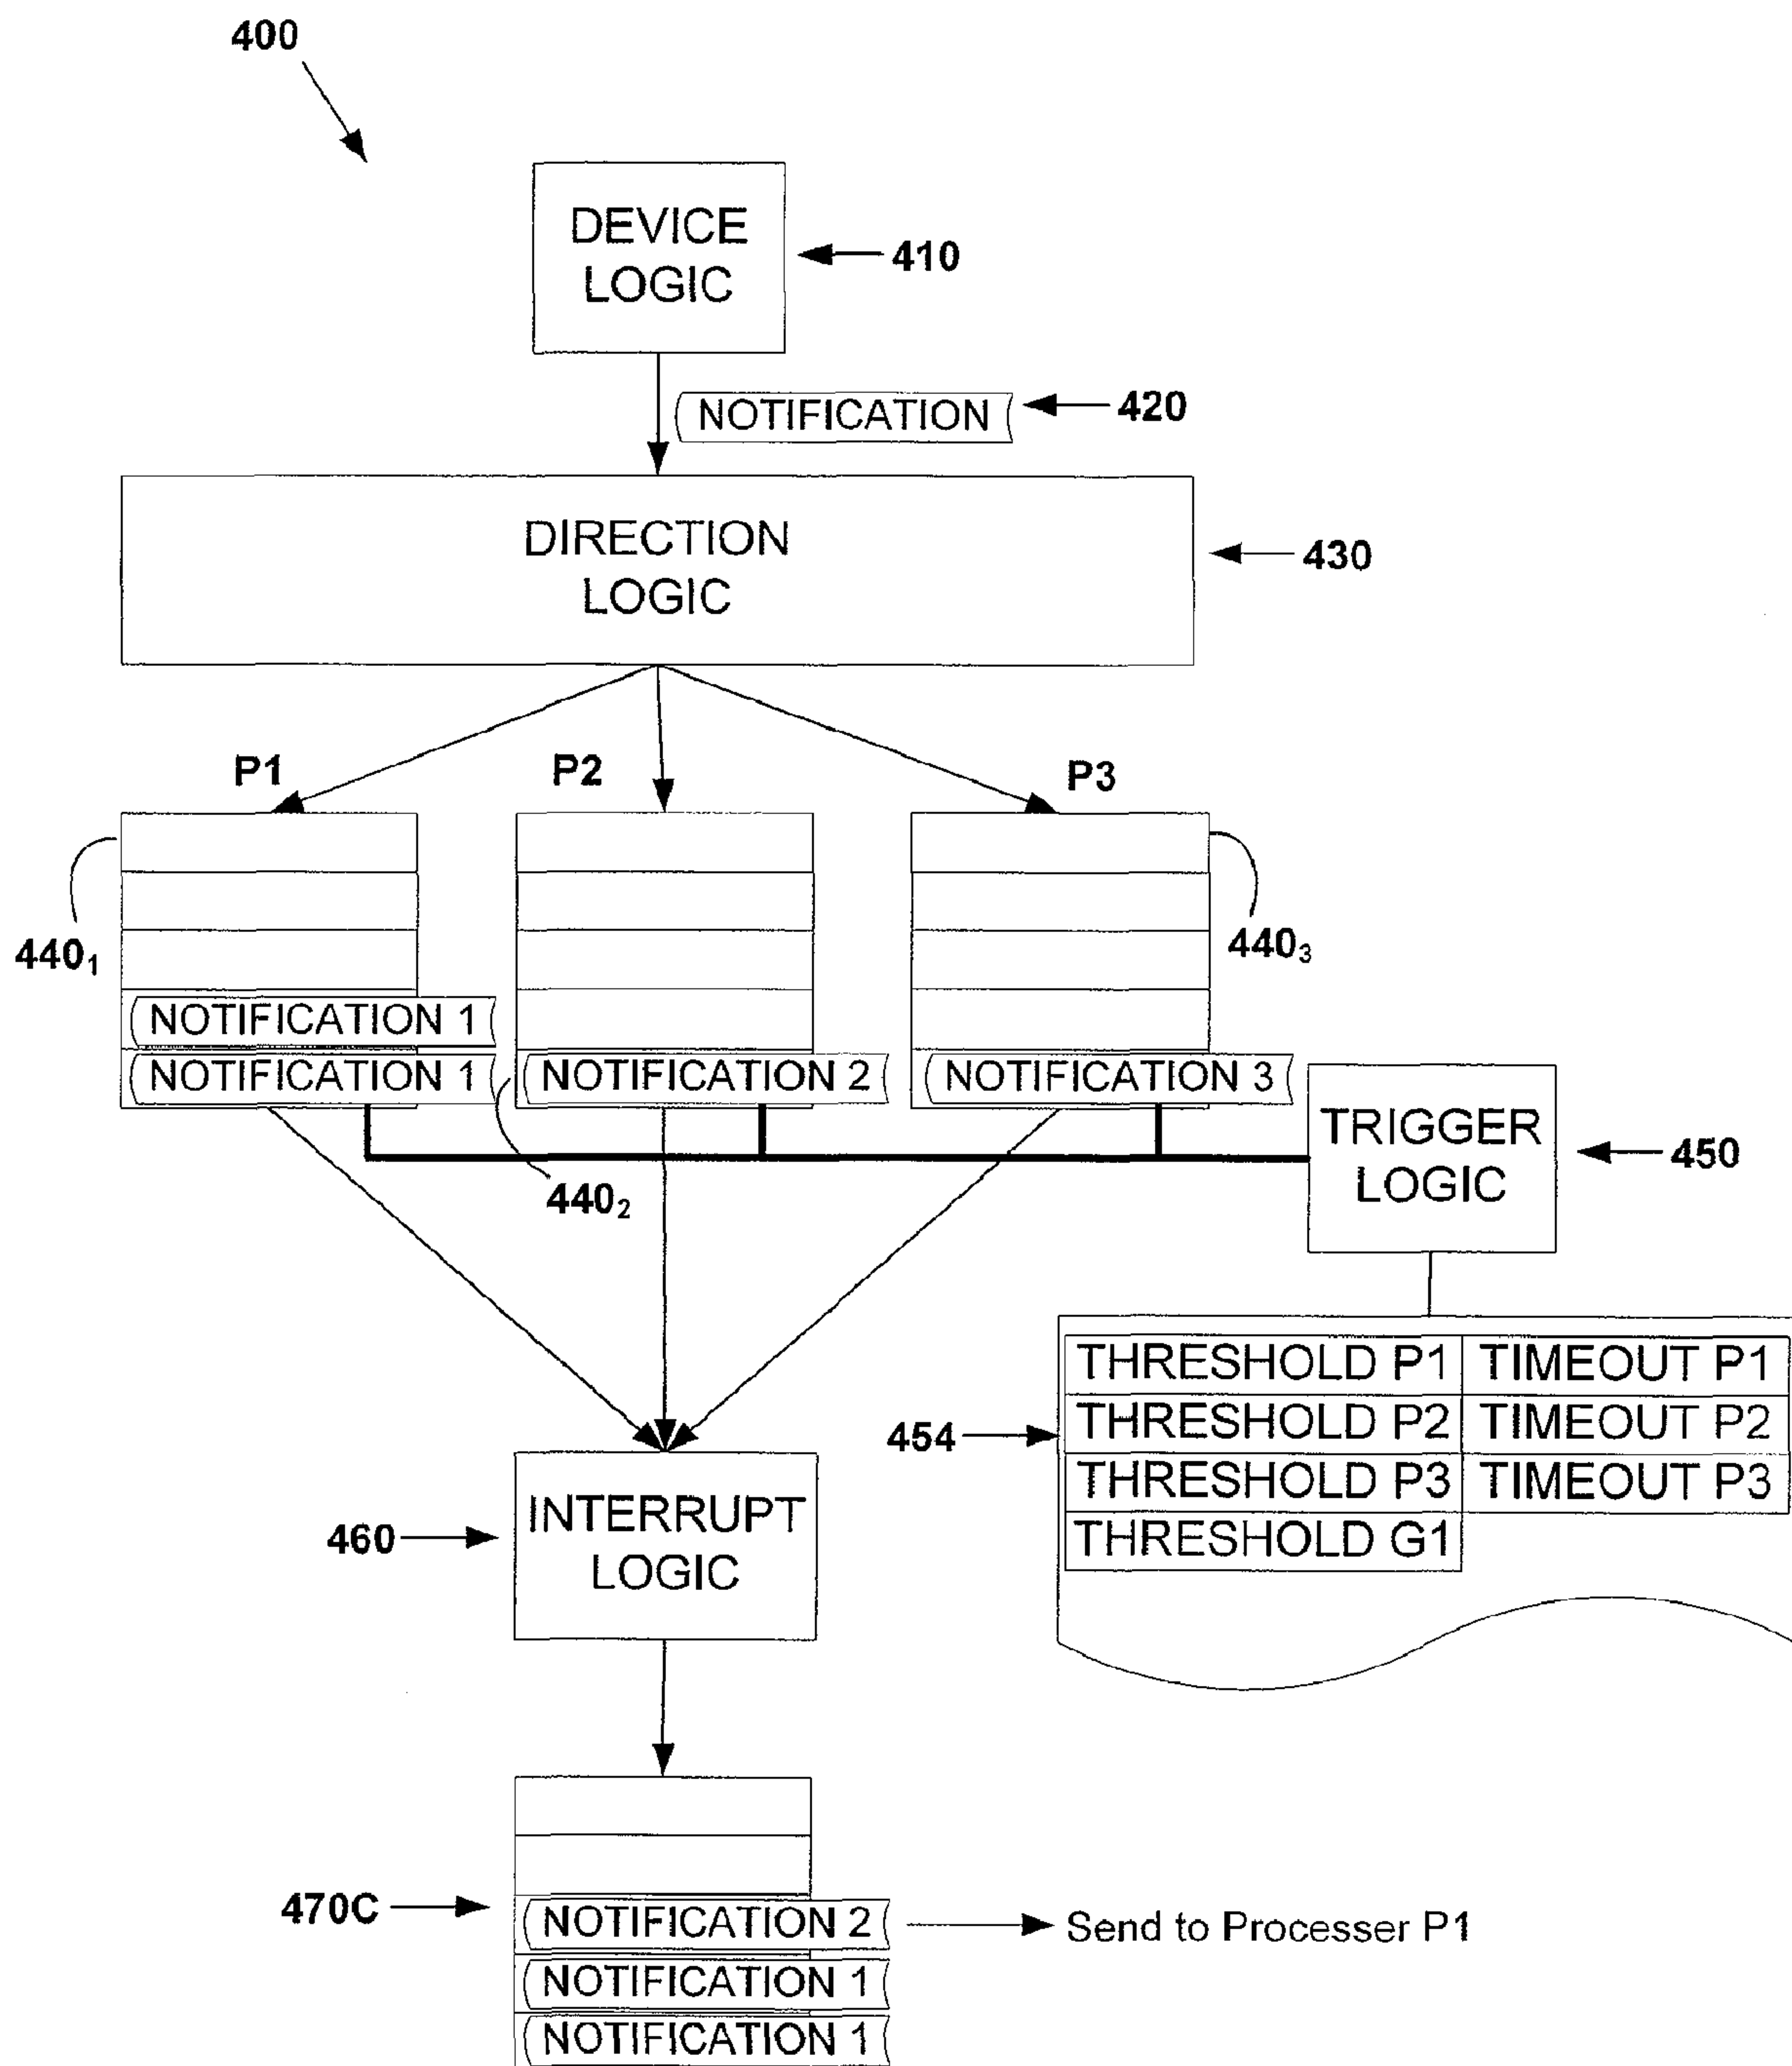 400
DEVICE
LOGIC
410
NOTIFICATION
420
DIRECTION
LOGIC
430
P1
P2
P3
440₁
440₃
NOTIFICATION 1
NOTIFICATION 1
NOTIFICATION 2
NOTIFICATION 3
440₂
TRIGGER
LOGIC
450
THRESHOLD P1
TIMEOUT P1
454
THRESHOLD P2
TIMEOUT P2
THRESHOLD P3
TIMEOUT P3
THRESHOLD G1
460
INTERRUPT
LOGIC
470C
NOTIFICATION 2
Send to Processer P1
NOTIFICATION 1
NOTIFICATION 1